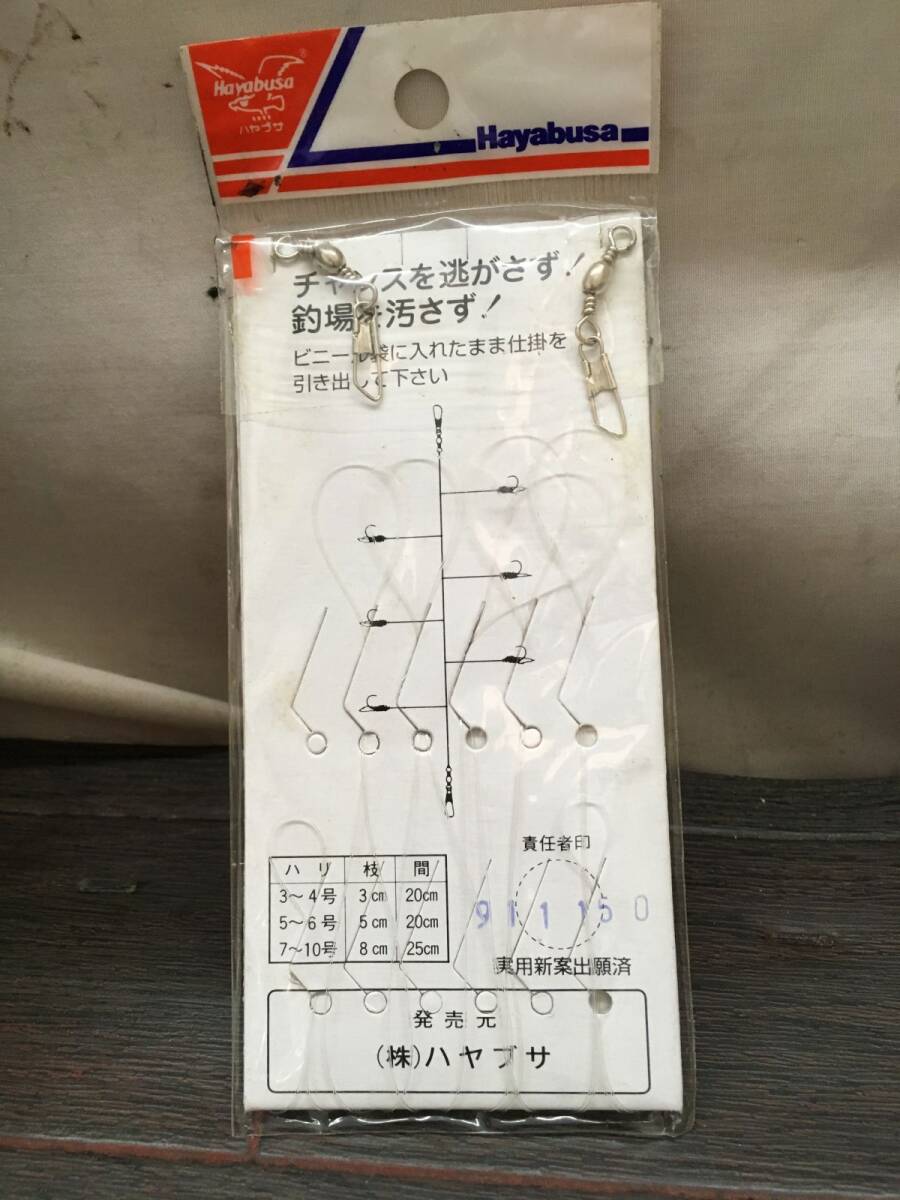 Hayabusa®
ハヤブサ
Hayabusa
チャンスを逃がさず!
釣場を汚さず!
ビニール袋に入れたまま仕掛を
引き出して下さい
ハリ 枝 間
3〜4号 3㎝ 20㎝
5〜6号 5㎝ 20㎝
7〜10号 8㎝ 25㎝
責任者印
911150
実用新案出願済
発売元
(株)ハヤブサ